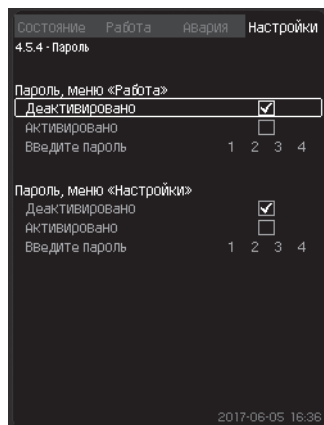 Состояние Работа Авария Настройки
4.5.4 - Пароль
Пароль, меню «Работа»
Деактивировано
Активировано
Введите пароль 1 2 3 4
Пароль, меню «Настройки»
Деактивировано
Активировано
Введите пароль 1 2 3 4
2017-06-05 16:36